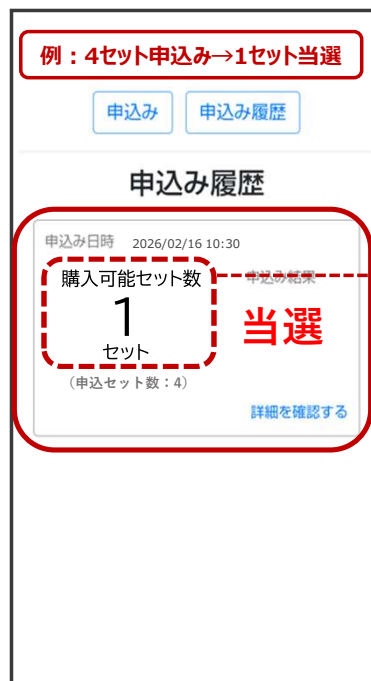 例：4セット申込み→1セット当選
申込み 申込み履歴
申込み履歴
申込み日時 2026/02/16 10:30
購入可能セット数 申込み結果
1
当選
セット
（申込セット数：4）
詳細を確認する